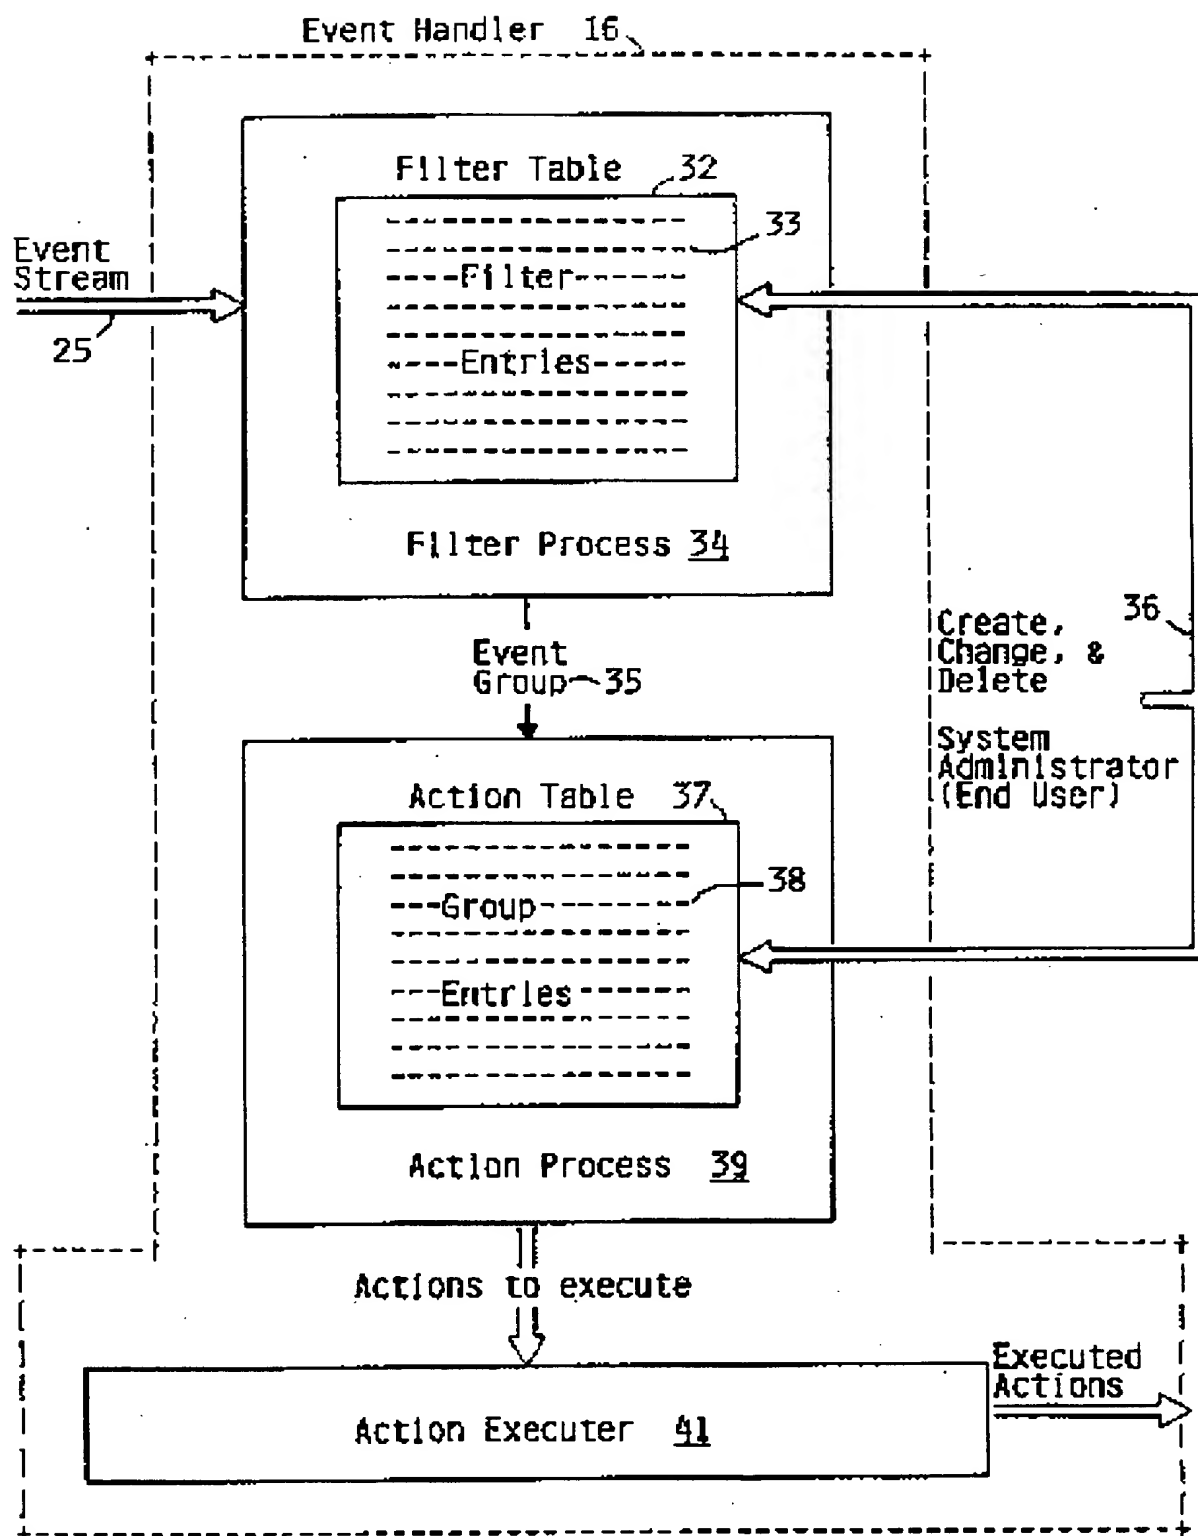 Event Handler 16
Filter Table 32
33
Event
Stream
Filter
25
Entries
Filter Process 34
36
Create,
Change, &
Delete
Event
Group 35
System
Administrator
(End User)
Action Table 37
38
Group
Entries
Action Process 39
Actions to execute
Executed
Actions
Action Executer 41